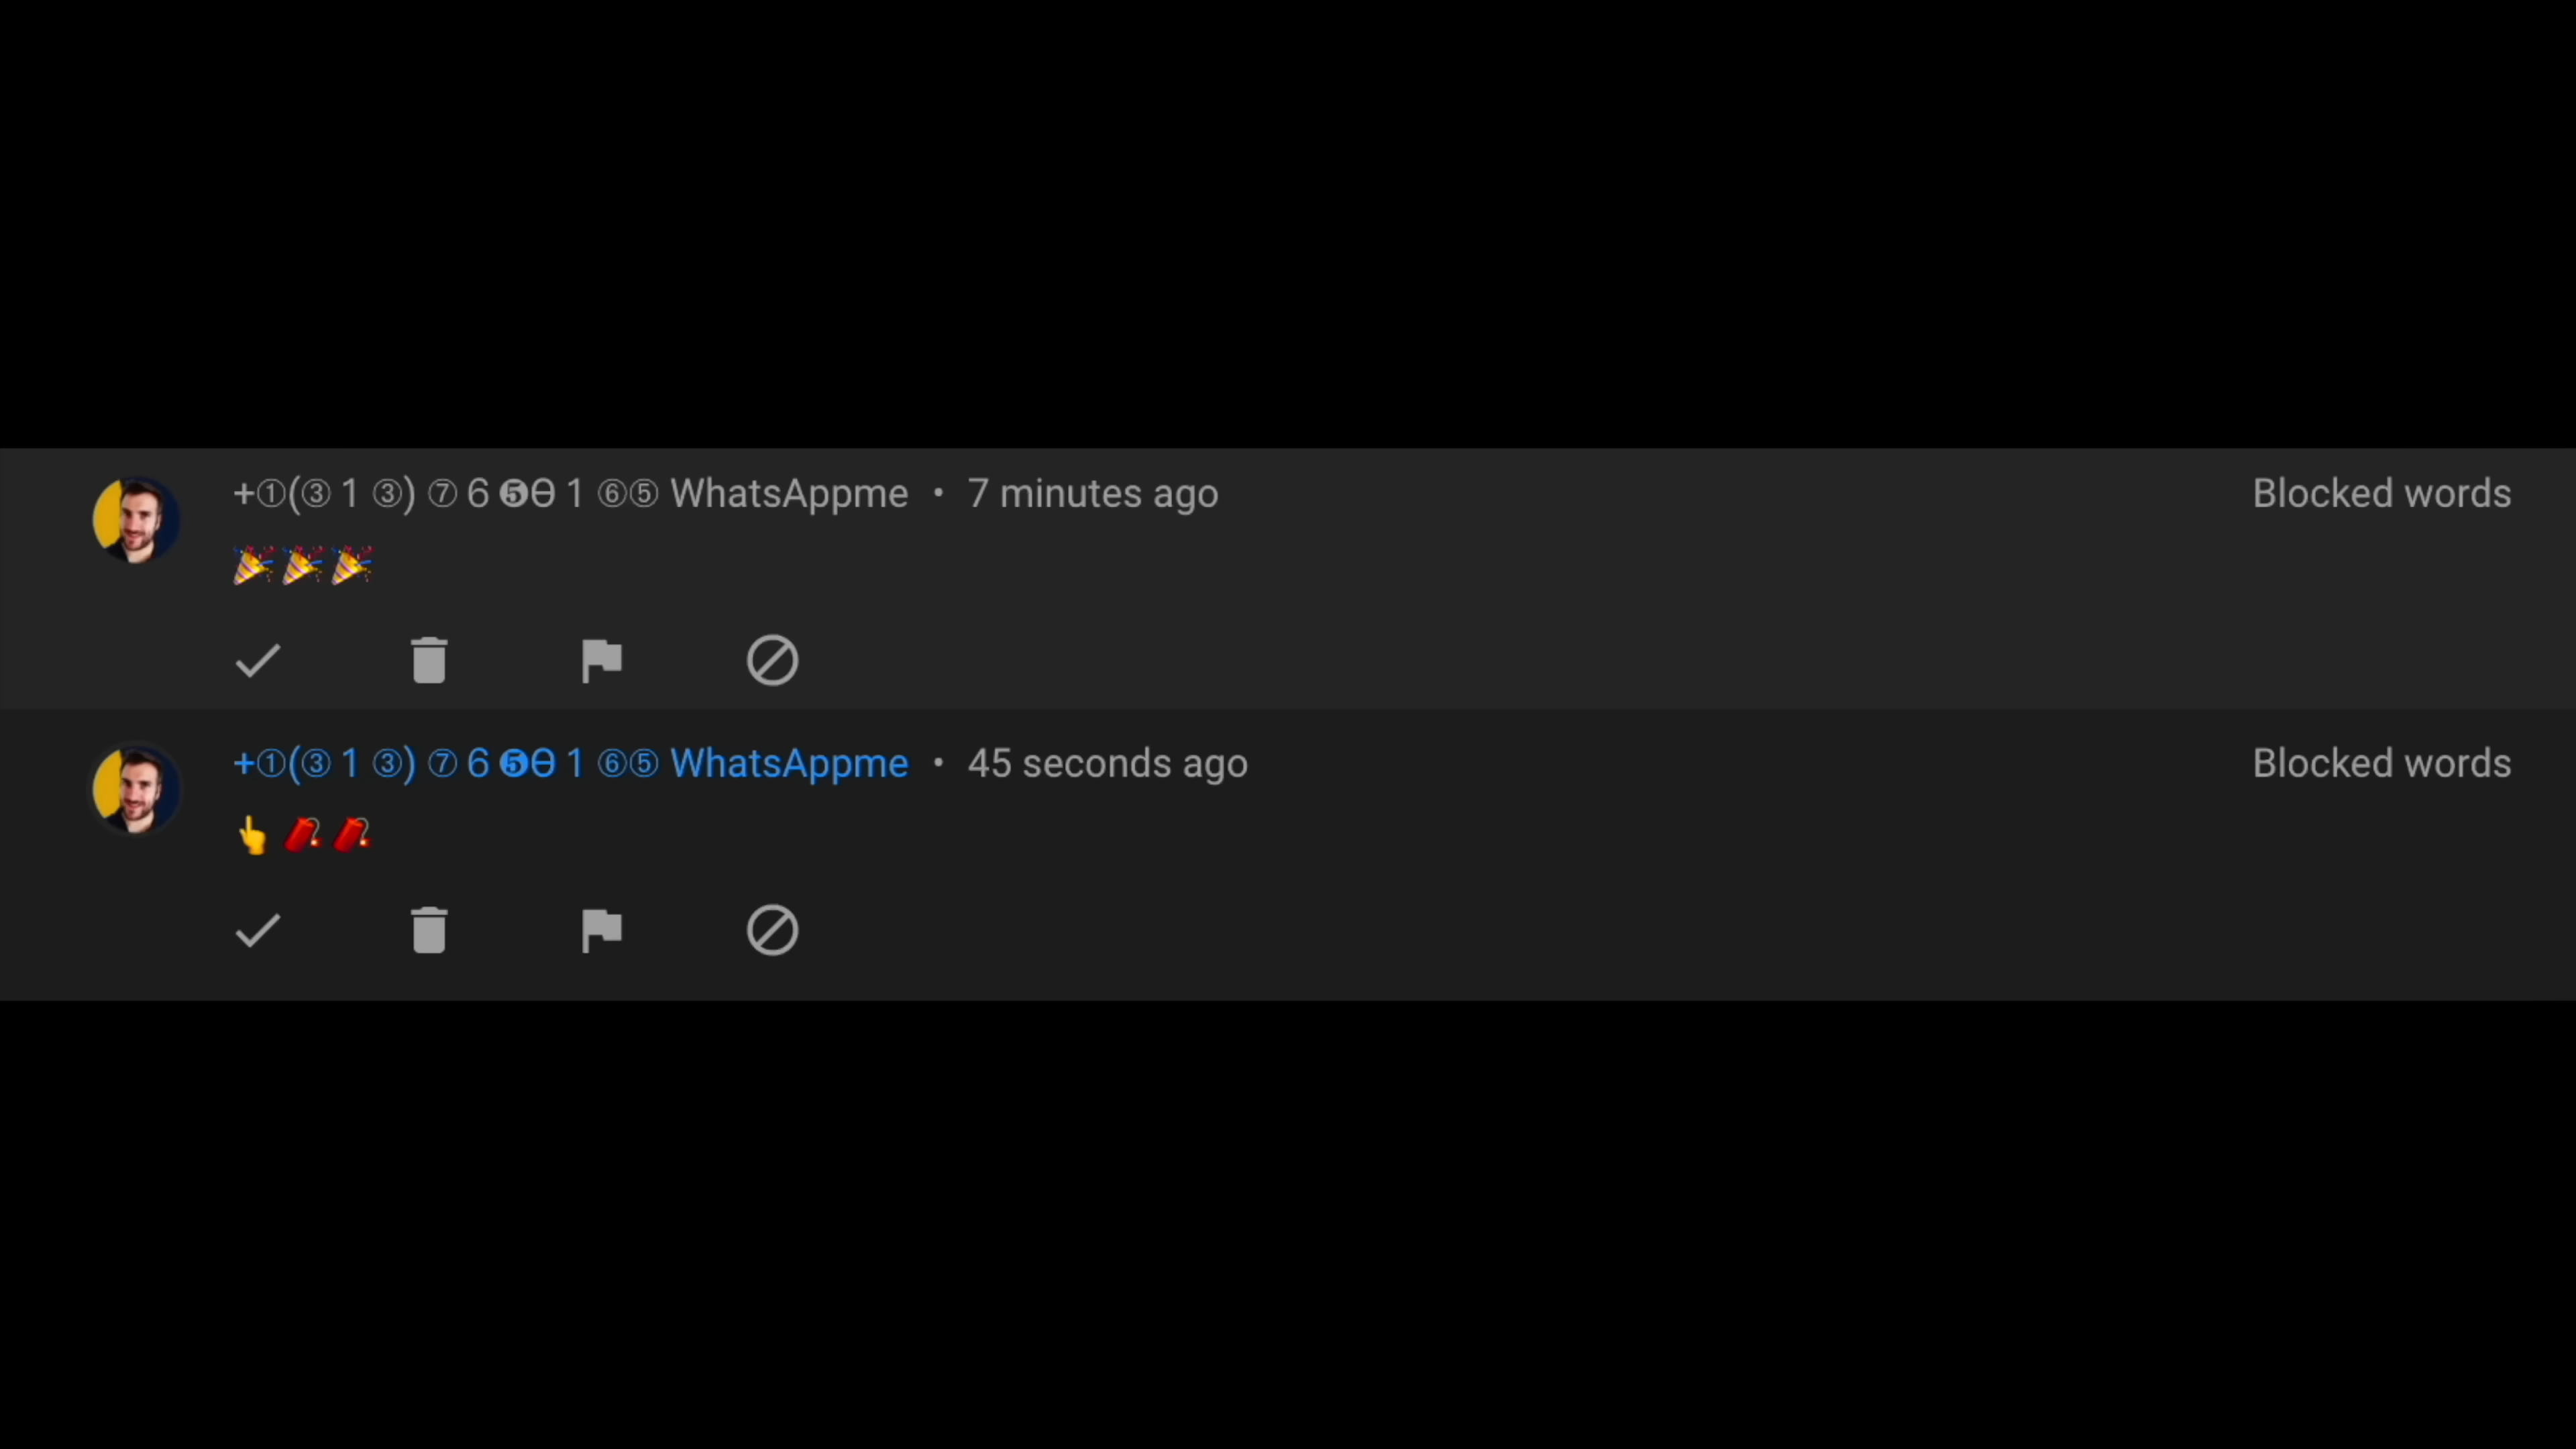 +①(③ 1 ③) ⑦ 6 ❺Ɵ 1 ⑥⑤ WhatsAppme • 7 minutes ago
Blocked words
🎉🎉🎉
+①(③ 1 ③) ⑦ 6 ❺Ɵ 1 ⑥⑤ WhatsAppme • 45 seconds ago
Blocked words
👆🧨🧨